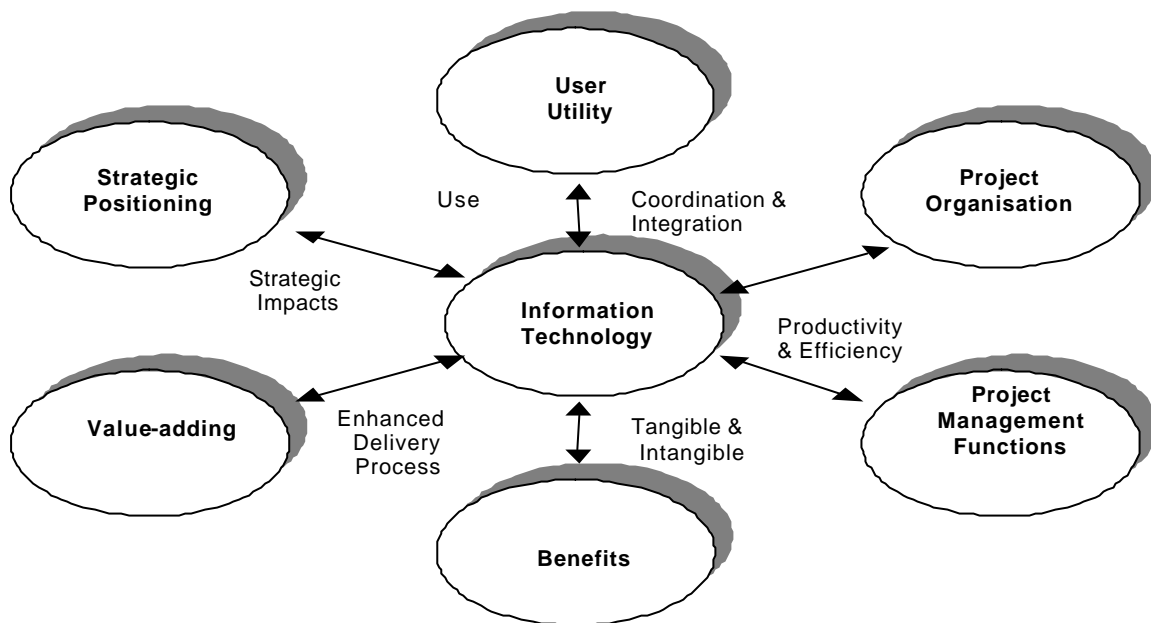 User
Utility
Strategic
Positioning
Project
Organisation
Use
Coordination &
Integration
Strategic
Impacts
Information
Technology
Productivity
& Efficiency
Value-adding
Enhanced
Delivery
Process
Tangible &
Intangible
Project
Management
Functions
Benefits